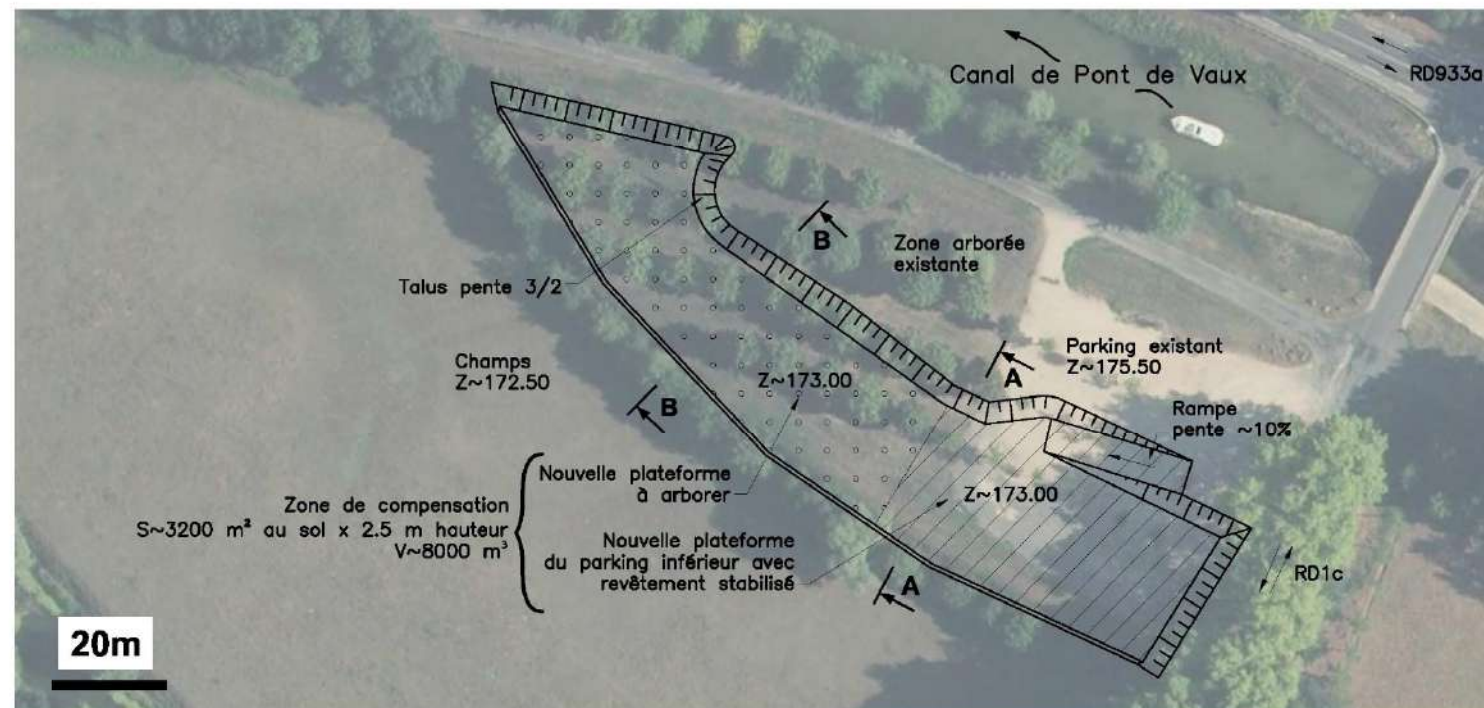 Canal de Pont de Vaux
RD933a
B
Zone arborée
existante
Talus pente 3/2
Parking existant
Z~175.50
A
Champs
Z~172.50
Z~173.00
B
Rampe
pente ~10%
Zone de compensation
S~3200 m² au sol x 2.5 m hauteur
V~8000 m³
Nouvelle plateforme
à arborer
Z~173.00
Nouvelle plateforme
du parking inférieur avec
revêtement stabilisé
A
RD1c
20m